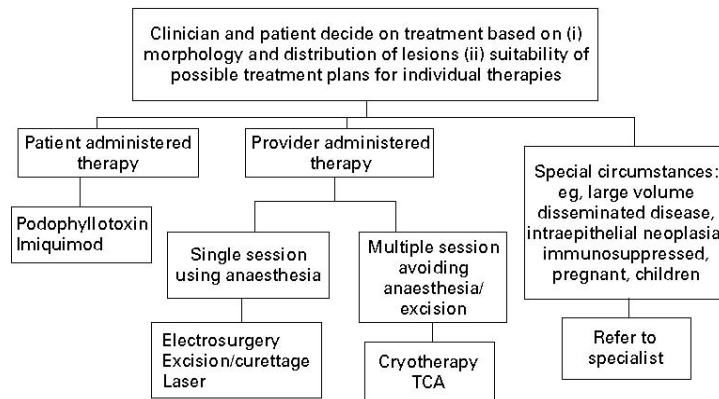 Clinician and patient decide on treatment based on (i)
morphology and distribution of lesions (ii) suitability of
possible treatment plans for individual therapies
Patient administered
therapy
Provider administered
therapy
Special circumstances:
eg, large volume
disseminated disease,
intraepithelial neoplasia,
immunosuppressed,
pregnant, children
Podophyllotoxin
Imiquimod
Single session
using anaesthesia
Multiple session
avoiding
anaesthesia/
excision
Electrosurgery
Excision/curettage
Laser
Cryotherapy
TCA
Refer to
specialist